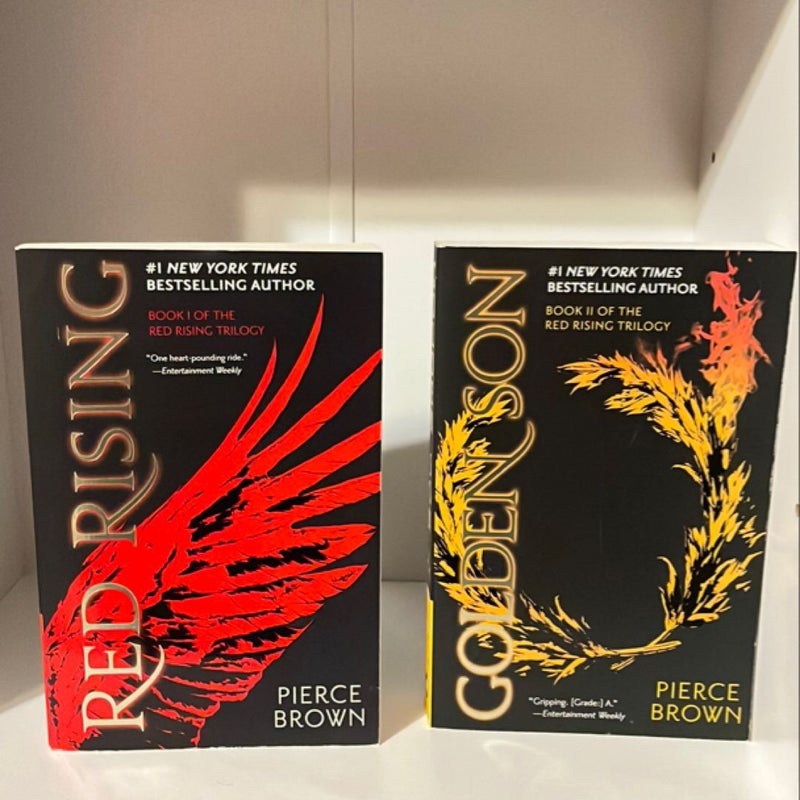 RED RISING
#1 NEW YORK TIMES
BESTSELLING AUTHOR
BOOK I OF THE
RED RISING TRILOGY
"One heart-pounding ride."
—Entertainment Weekly
PIERCE
BROWN
GOLDEN SON
#1 NEW YORK TIMES
BESTSELLING AUTHOR
BOOK II OF THE
RED RISING TRILOGY
"Gripping. [Grade:] A."
—Entertainment Weekly
PIERCE
BROWN